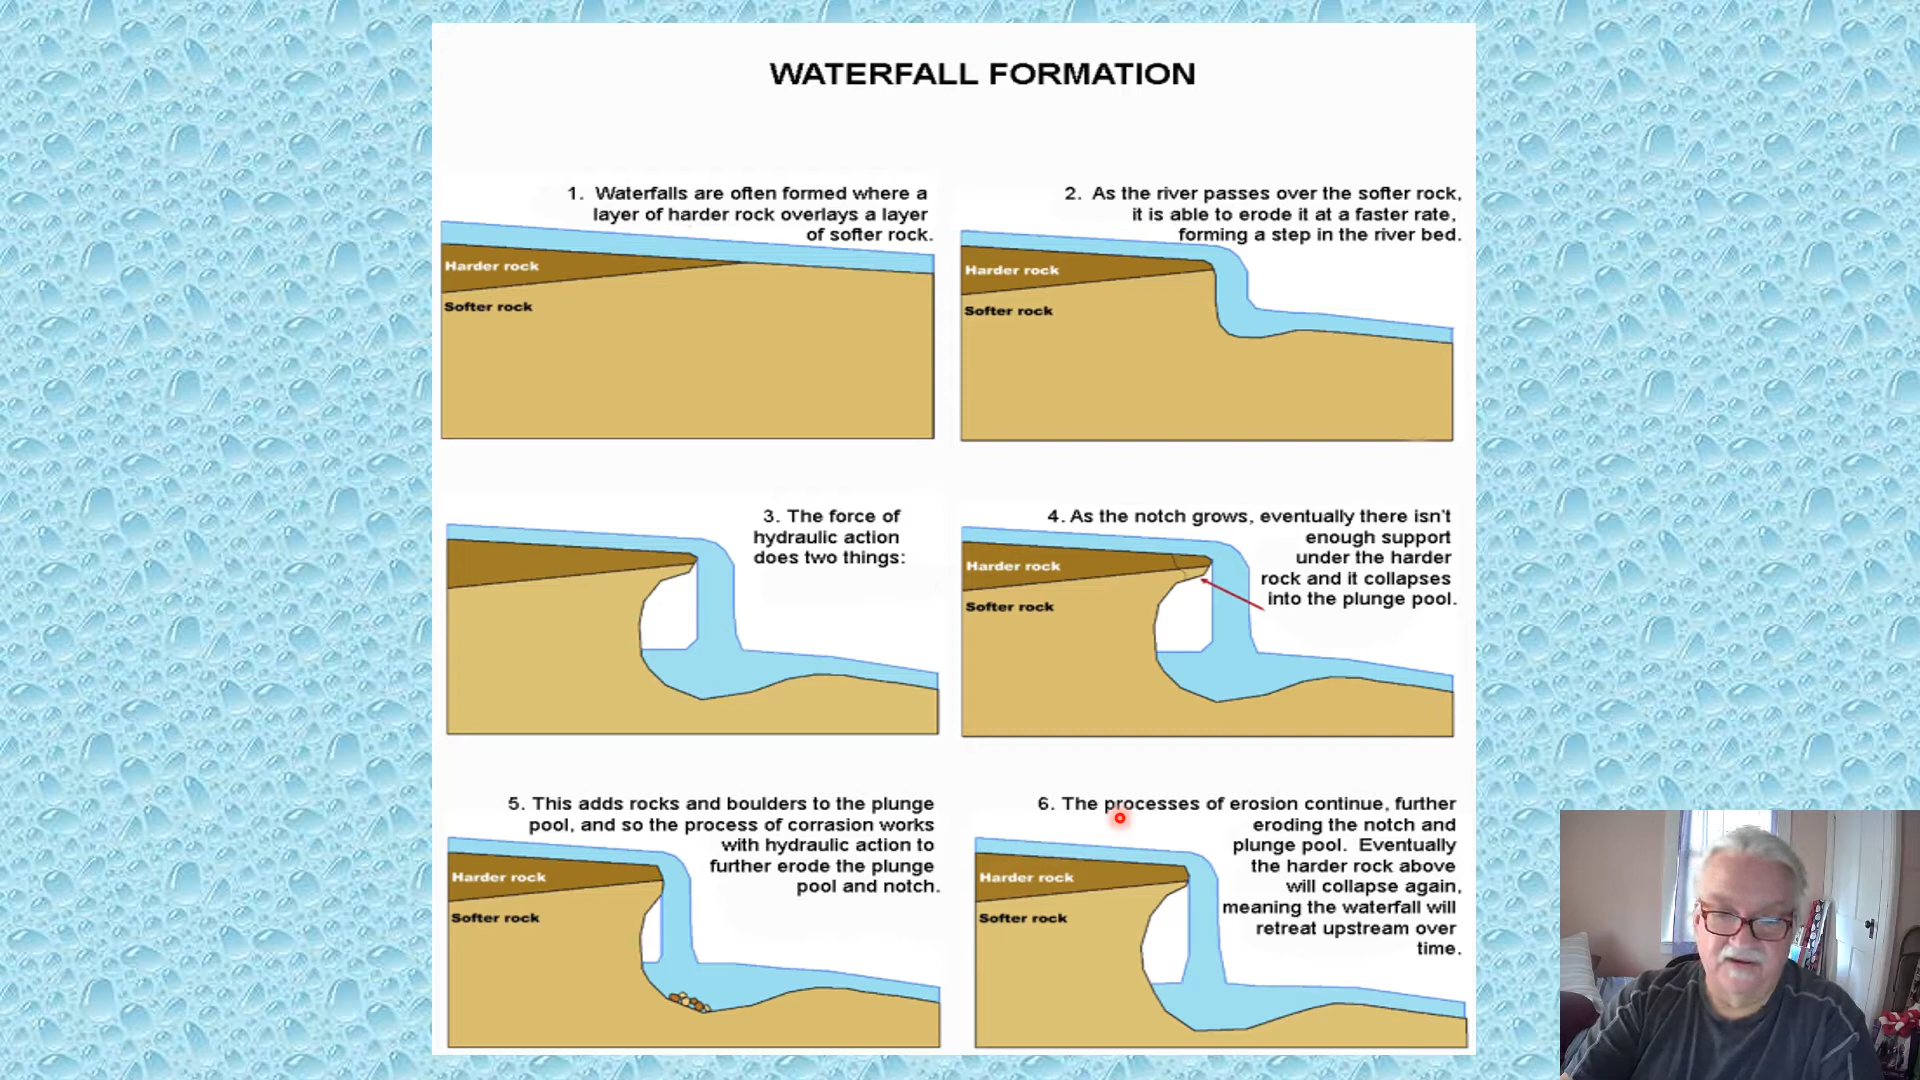 WATERFALL FORMATION
1. Waterfalls are often formed where a
layer of harder rock overlays a layer
of softer rock.
Harder rock
Softer rock
2. As the river passes over the softer rock,
it is able to erode it at a faster rate,
forming a step in the river bed.
Harder rock
Softer rock
3. The force of
hydraulic action
does two things:
4. As the notch grows, eventually there isn't
enough support
under the harder
rock and it collapses
into the plunge pool.
Harder rock
Softer rock
5. This adds rocks and boulders to the plunge
pool, and so the process of corrasion works
with hydraulic action to
further erode the plunge
pool and notch.
Harder rock
Softer rock
6. The processes of erosion continue, further
eroding the notch and
plunge pool. Eventually
the harder rock above
will collapse again,
meaning the waterfall will
retreat upstream over
time.
Harder rock
Softer rock